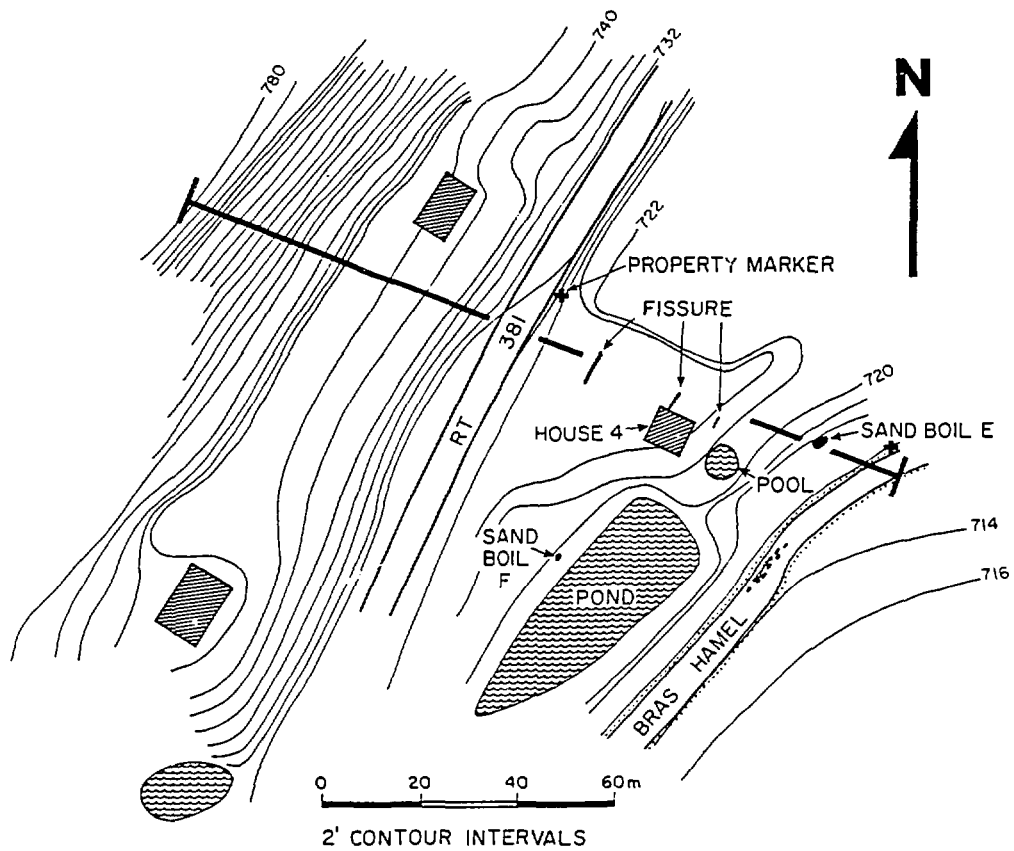 740
732
780
N
722
PROPERTY MARKER
FISSURE
RT 381
720
HOUSE 4
SAND BOIL E
POOL
SAND
BOIL
F
714
POND
716
BRAS HAMEL
0 20 40 60m
2' CONTOUR INTERVALS